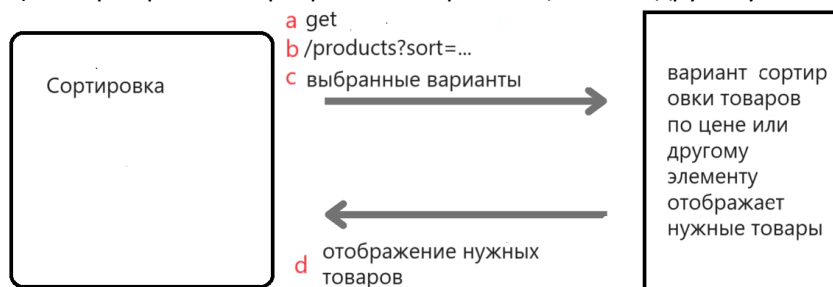 Сортировка
a get
b /products?sort=...
c выбранные варианты
d отображение нужных
товаров
вариант сортир
овки товаров
по цене или
другому
элементу
отображает
нужные товары